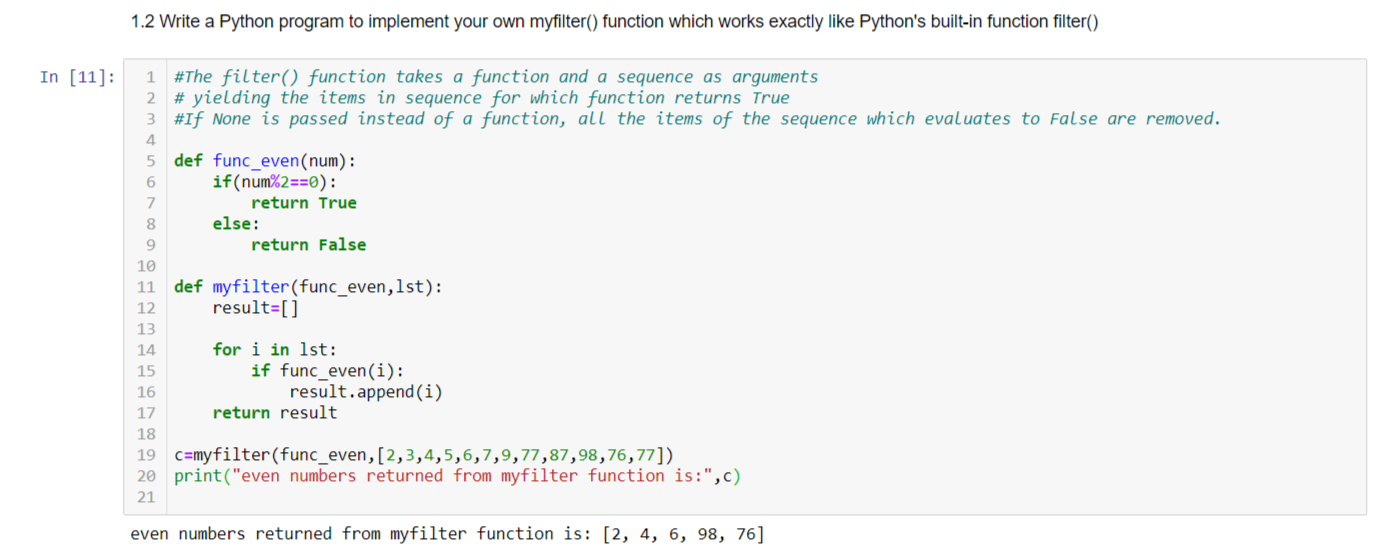 1.2 Write a Python program to implement your own myfilter() function which works exactly like Python's built-in function filter()
In [11]:
1 #The filter() function takes a function and a sequence as arguments
2 # yielding the items in sequence for which function returns True
3 #If None is passed instead of a function, all the items of the sequence which evaluates to False are removed.
4
5 def func_even(num):
6     if(num%2==0):
7         return True
8     else:
9         return False
10
11 def myfilter(func_even,lst):
12     result=[]
13
14     for i in lst:
15         if func_even(i):
16             result.append(i)
17     return result
18
19 c=myfilter(func_even,[2,3,4,5,6,7,9,77,87,98,76,77])
20 print("even numbers returned from myfilter function is:",c)
21
even numbers returned from myfilter function is: [2, 4, 6, 98, 76]